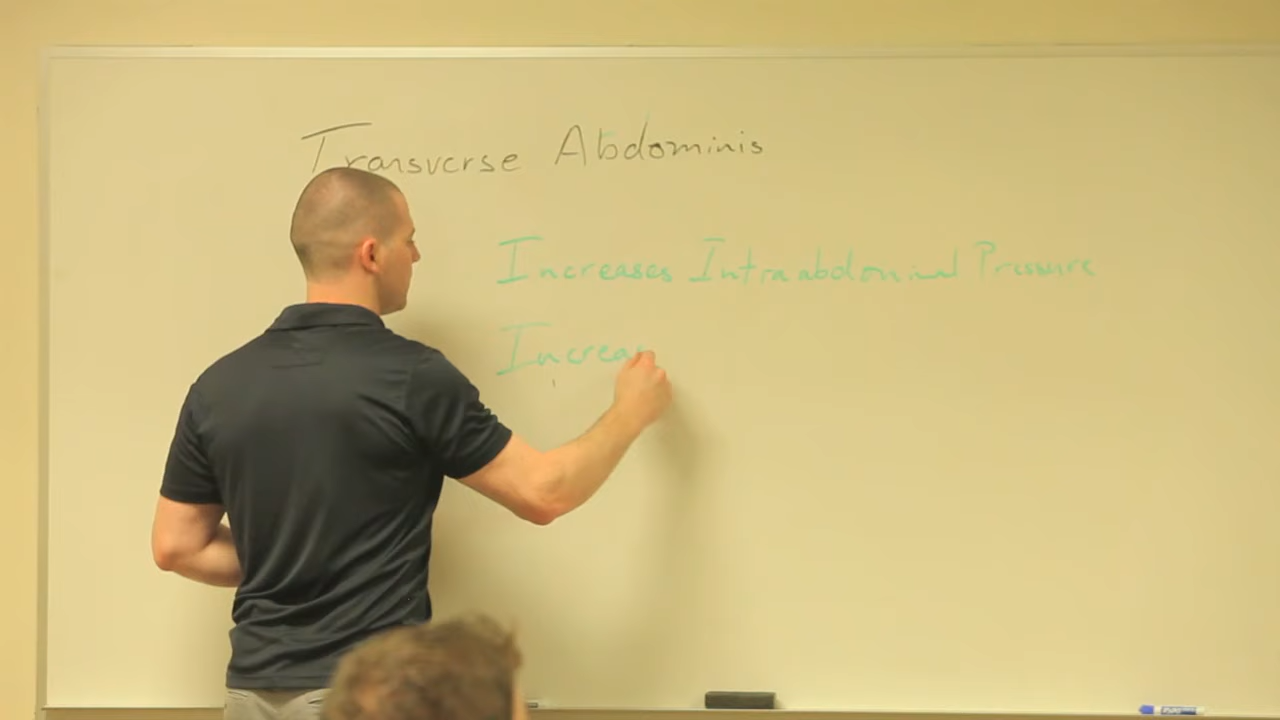 Transverse Abdominis
Increases Intraabdominal Pressure
Increas